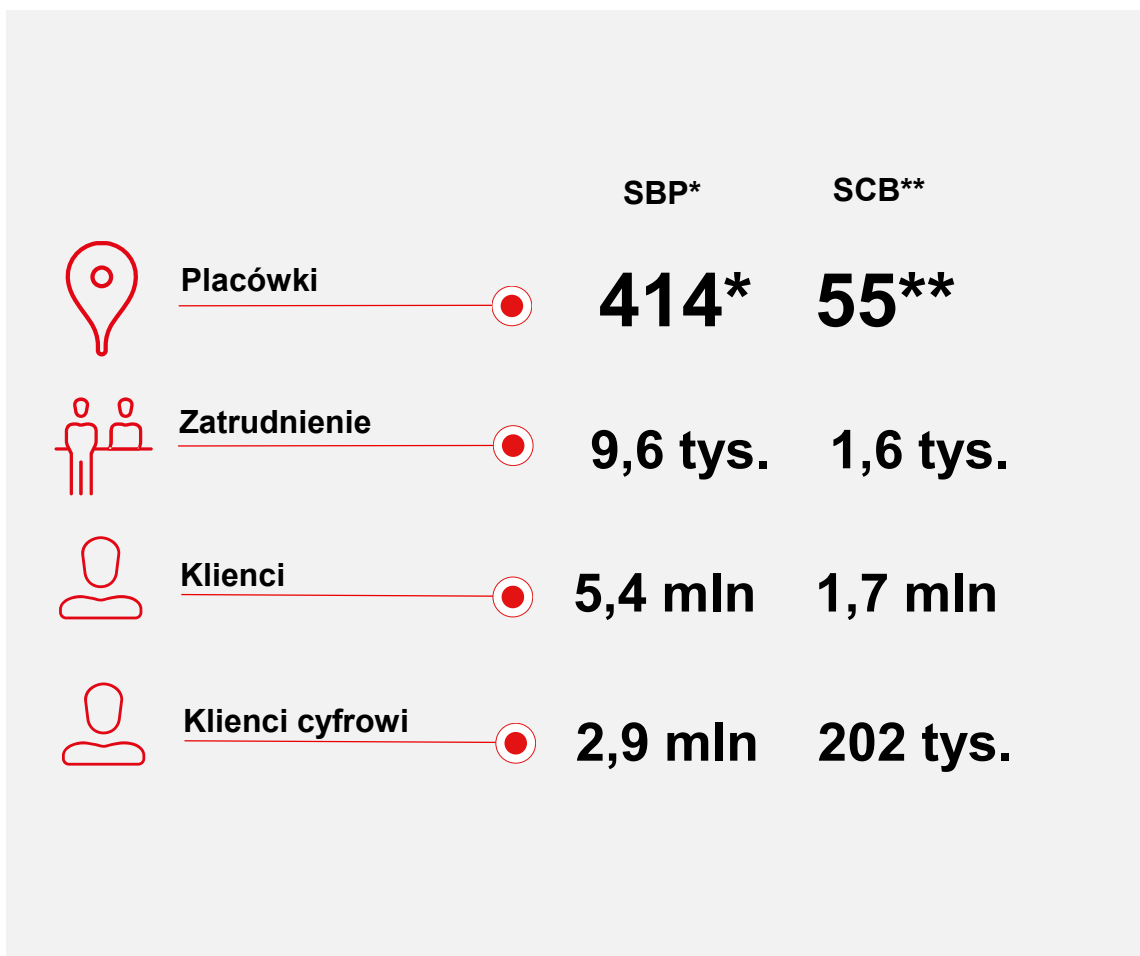 SBP* SCB**
Placówki 414* 55**
Zatrudnienie 9,6 tys. 1,6 tys.
Klienci 5,4 mln 1,7 mln
Klienci cyfrowi 2,9 mln 202 tys.